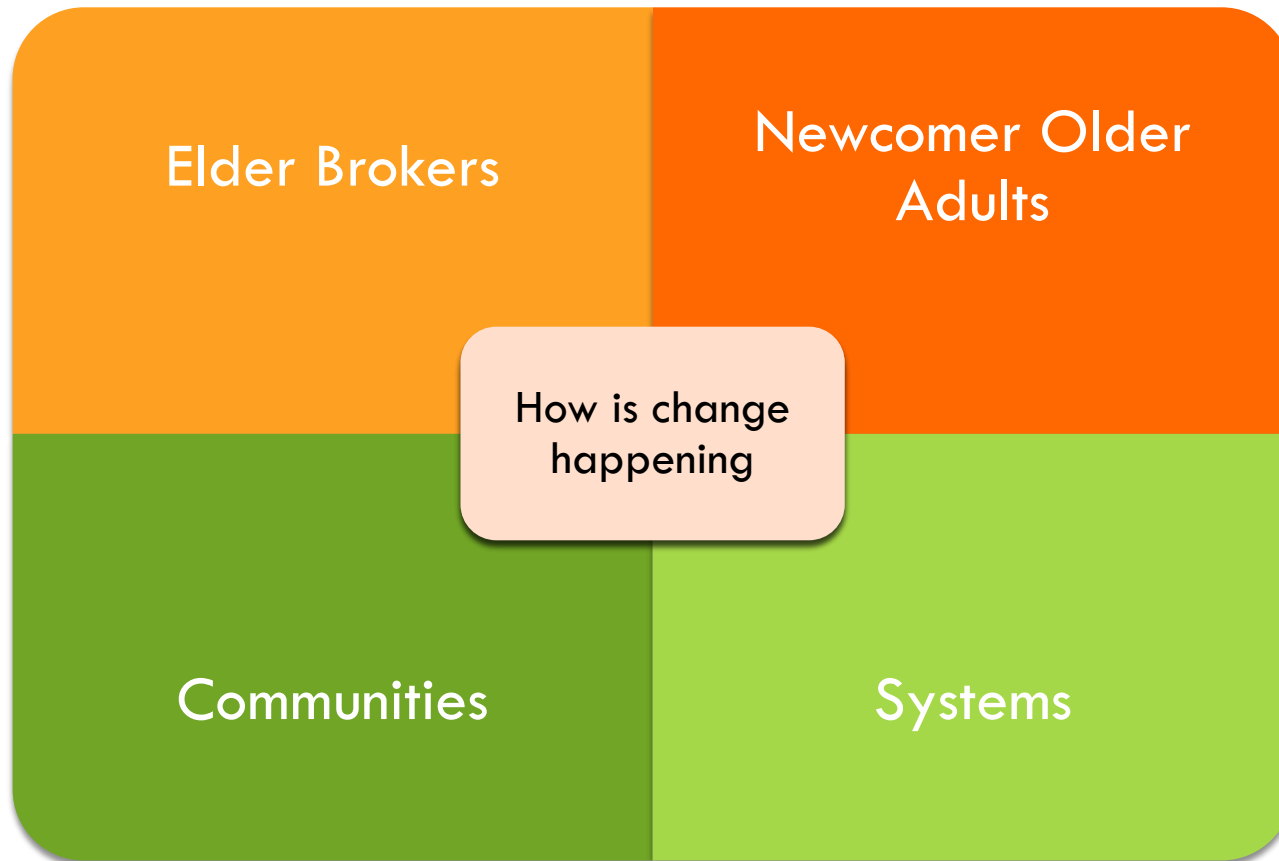 Elder Brokers
Newcomer Older
Adults
How is change
happening
Communities
Systems